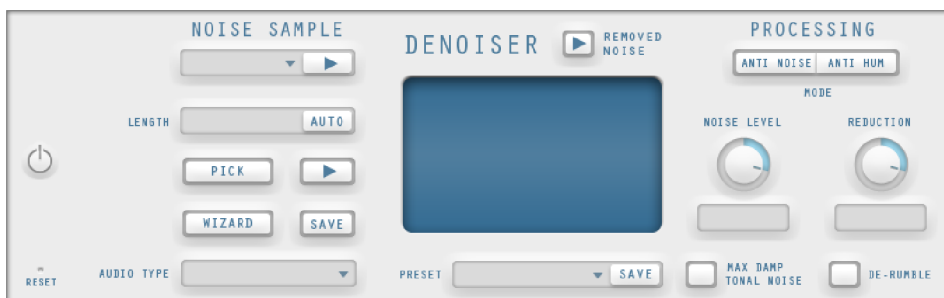 NOISE SAMPLE
LENGTH
AUTO
PICK
WIZARD
SAVE
RESET
AUDIO TYPE
DENOISER
REMOVED
NOISE
PRESET
SAVE
PROCESSING
ANTI NOISE
ANTI HUM
MODE
NOISE LEVEL
REDUCTION
MAX DAMP
TONAL NOISE
DE-RUMBLE